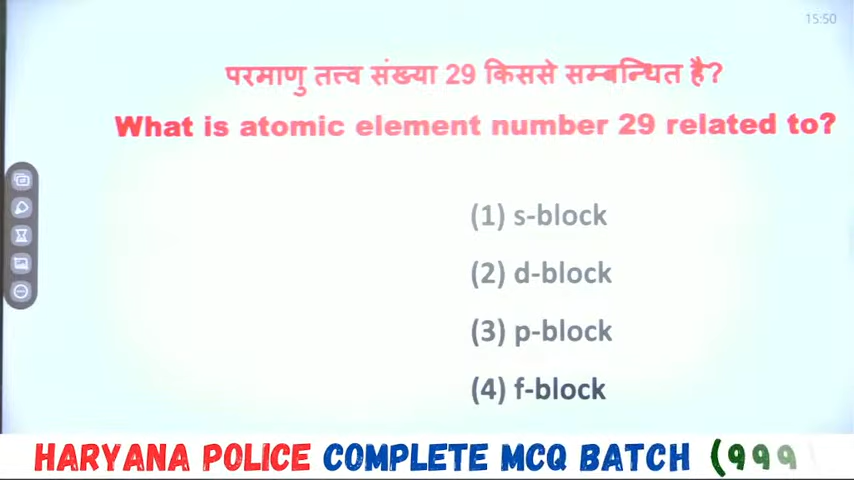 15:50
परमाणु तत्त्व संख्या 29 किससे सम्बन्धित है?
What is atomic element number 29 related to?
(1) s-block
(2) d-block
(3) p-block
(4) f-block
HARYANA POLICE COMPLETE MCQ BATCH (999